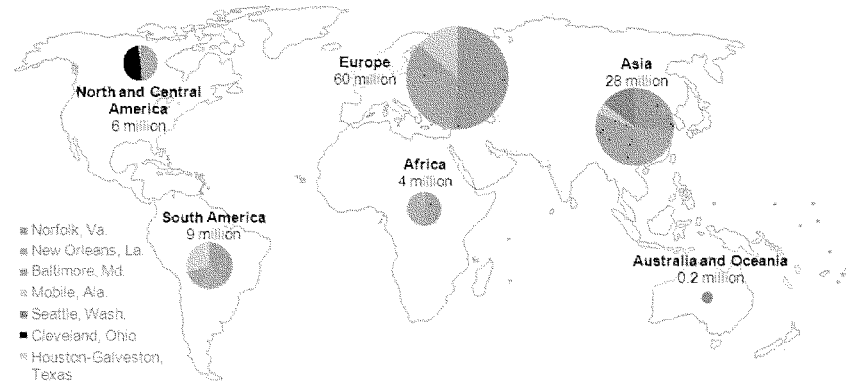 Europe
60 million
Asia
28 million
North and Central
America
6 million
Africa
4 million
South America
9 million
Australia and Oceania
0.2 million
Norfolk, Va.
New Orleans, La.
Baltimore, Md.
Mobile, Ala.
Seattle, Wash.
Cleveland, Ohio
Houston-Galveston,
Texas